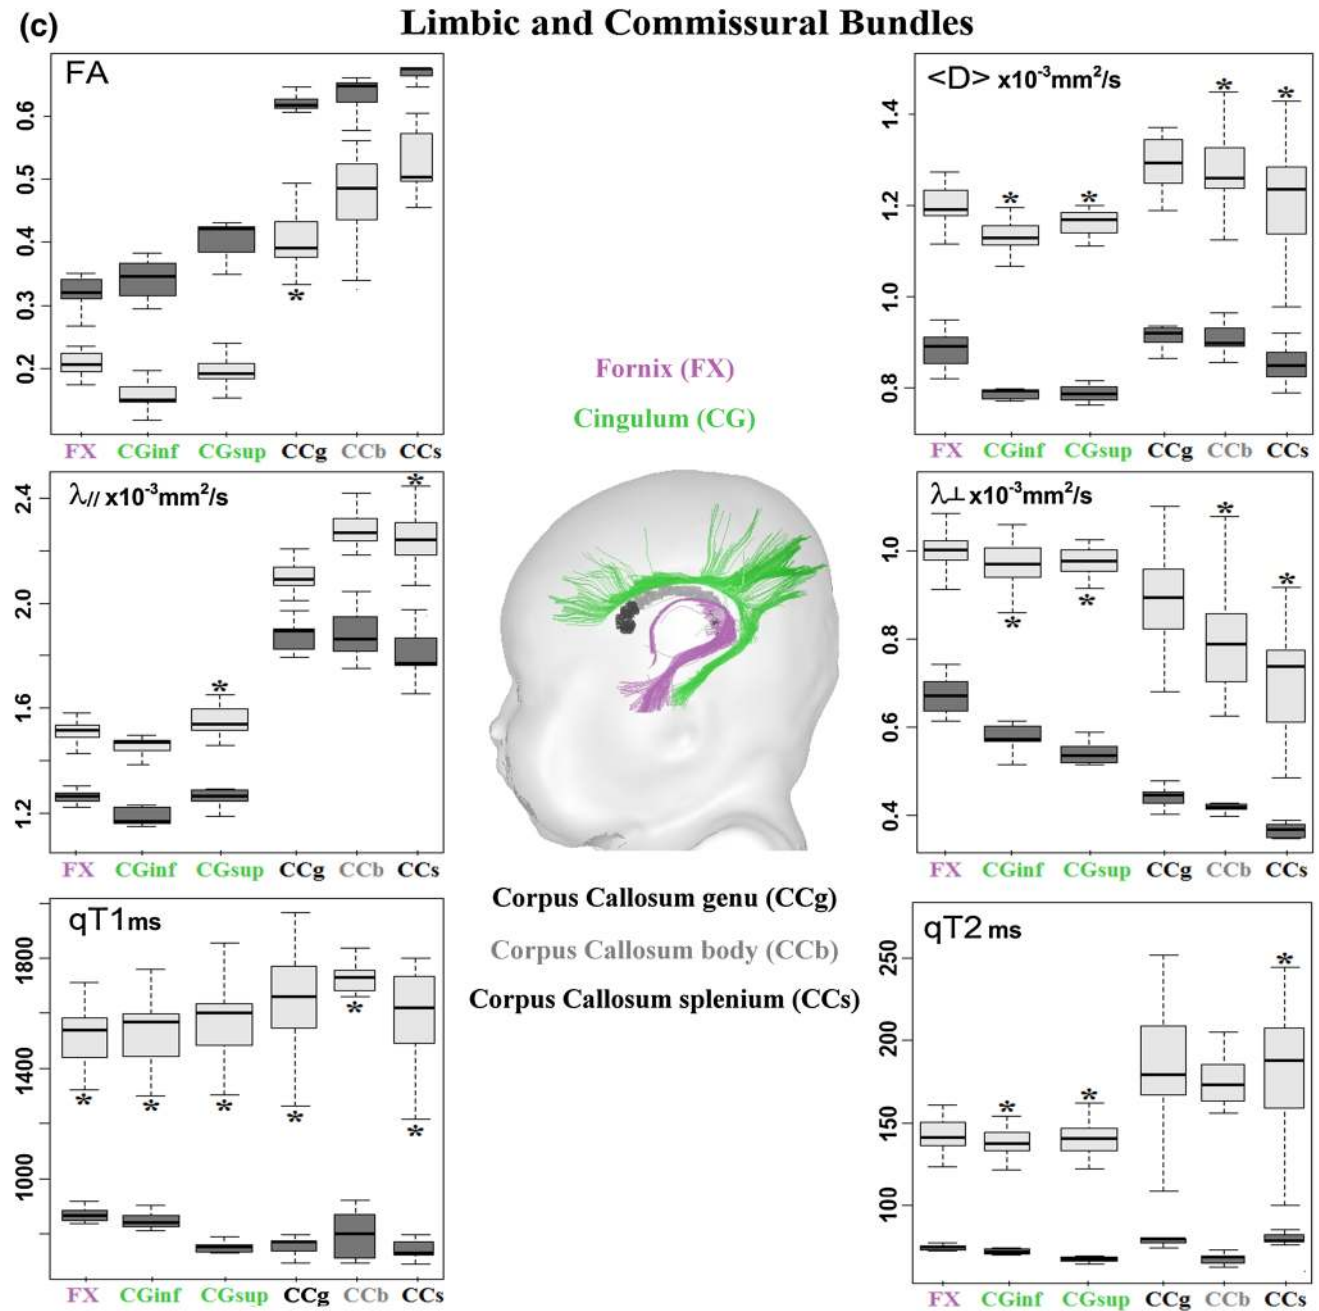 (c)
Limbic and Commissural Bundles
FA
0.6
0.5
0.4
0.3
0.2
*
FX CGinf CGsup CCg CCb CCs
<D> x10⁻³mm²/s
1.4
1.2
1.0
0.8
* * * *
FX CGinf CGsup CCg CCb CCs
Fornix (FX)
Cingulum (CG)
λ// x10⁻³mm²/s
2.4
2.0
1.6
1.2
* *
FX CGinf CGsup CCg CCb CCs
λ⊥ x10⁻³mm²/s
1.0
0.8
0.6
0.4
* * * *
FX CGinf CGsup CCg CCb CCs
Corpus Callosum genu (CCg)
Corpus Callosum body (CCb)
Corpus Callosum splenium (CCs)
qT1 ms
1800
1400
1000
* * * * * *
FX CGinf CGsup CCg CCb CCs
qT2 ms
250
200
150
100
* * *
FX CGinf CGsup CCg CCb CCs